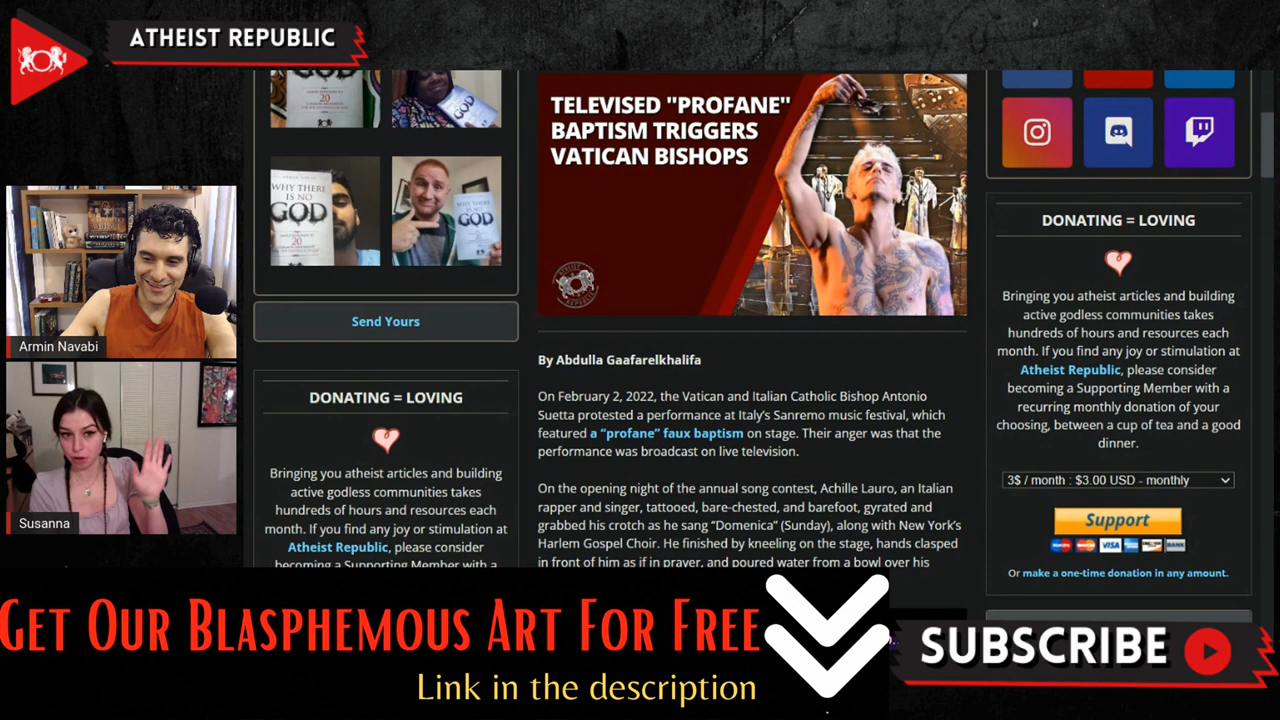 ATHEIST REPUBLIC
WHY THERE
IS NO
GOD
20
TELEVISED "PROFANE"
BAPTISM TRIGGERS
VATICAN BISHOPS
Armin Navabi
Susanna
Send Yours
DONATING = LOVING
Bringing you atheist articles and building
active godless communities takes
hundreds of hours and resources each
month. If you find any joy or stimulation at
Atheist Republic, please consider
becoming a Supporting Member with a
By Abdulla Gaafarelkhalifa
On February 2, 2022, the Vatican and Italian Catholic Bishop Antonio
Suetta protested a performance at Italy's Sanremo music festival, which
featured a “profane” faux baptism on stage. Their anger was that the
performance was broadcast on live television.
On the opening night of the annual song contest, Achille Lauro, an Italian
rapper and singer, tattooed, bare-chested, and barefoot, gyrated and
grabbed his crotch as he sang “Domenica” (Sunday), along with New York’s
Harlem Gospel Choir. He finished by kneeling on the stage, hands clasped
in front of him as if in prayer, and poured water from a bowl over his
DONATING = LOVING
Bringing you atheist articles and building
active godless communities takes
hundreds of hours and resources each
month. If you find any joy or stimulation at
Atheist Republic, please consider
becoming a Supporting Member with a
recurring monthly donation of your
choosing, between a cup of tea and a good
dinner.
3$ / month : $3.00 USD - monthly
Support
VISA
BANK
Or make a one-time donation in any amount.
GET OUR BLASPHEMOUS ART FOR FREE
Link in the description
SUBSCRIBE